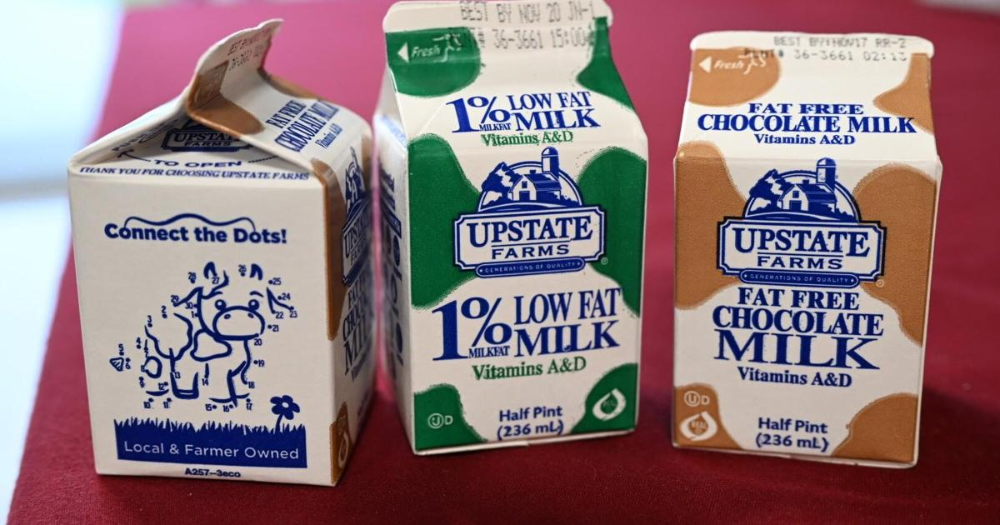 FAT FREE
CHOCOLATE MILK
Vitamins A&D
UPSTATE
FARMS
TO OPEN
THANK YOU FOR CHOOSING UPSTATE FARMS
Connect the Dots!
Local & Farmer Owned
A257-3eco
BEST BY NOV 20 JN-1
36-3661 15:00
Fresh
1% LOW FAT
MILKFAT MILK
Vitamins A&D
UPSTATE
FARMS
GENERATIONS OF QUALITY
1% LOW FAT
MILKFAT MILK
Vitamins A&D
Half Pint
(236 mL)
BEST BY:NOV17 RR-2
PLNT# 36-3661 02:13
Fresh
FAT FREE
CHOCOLATE MILK
Vitamins A&D
UPSTATE
FARMS
GENERATIONS OF QUALITY
FAT FREE
CHOCOLATE
MILK
Vitamins A&D
UD
REAL
Half Pint
(236 mL)